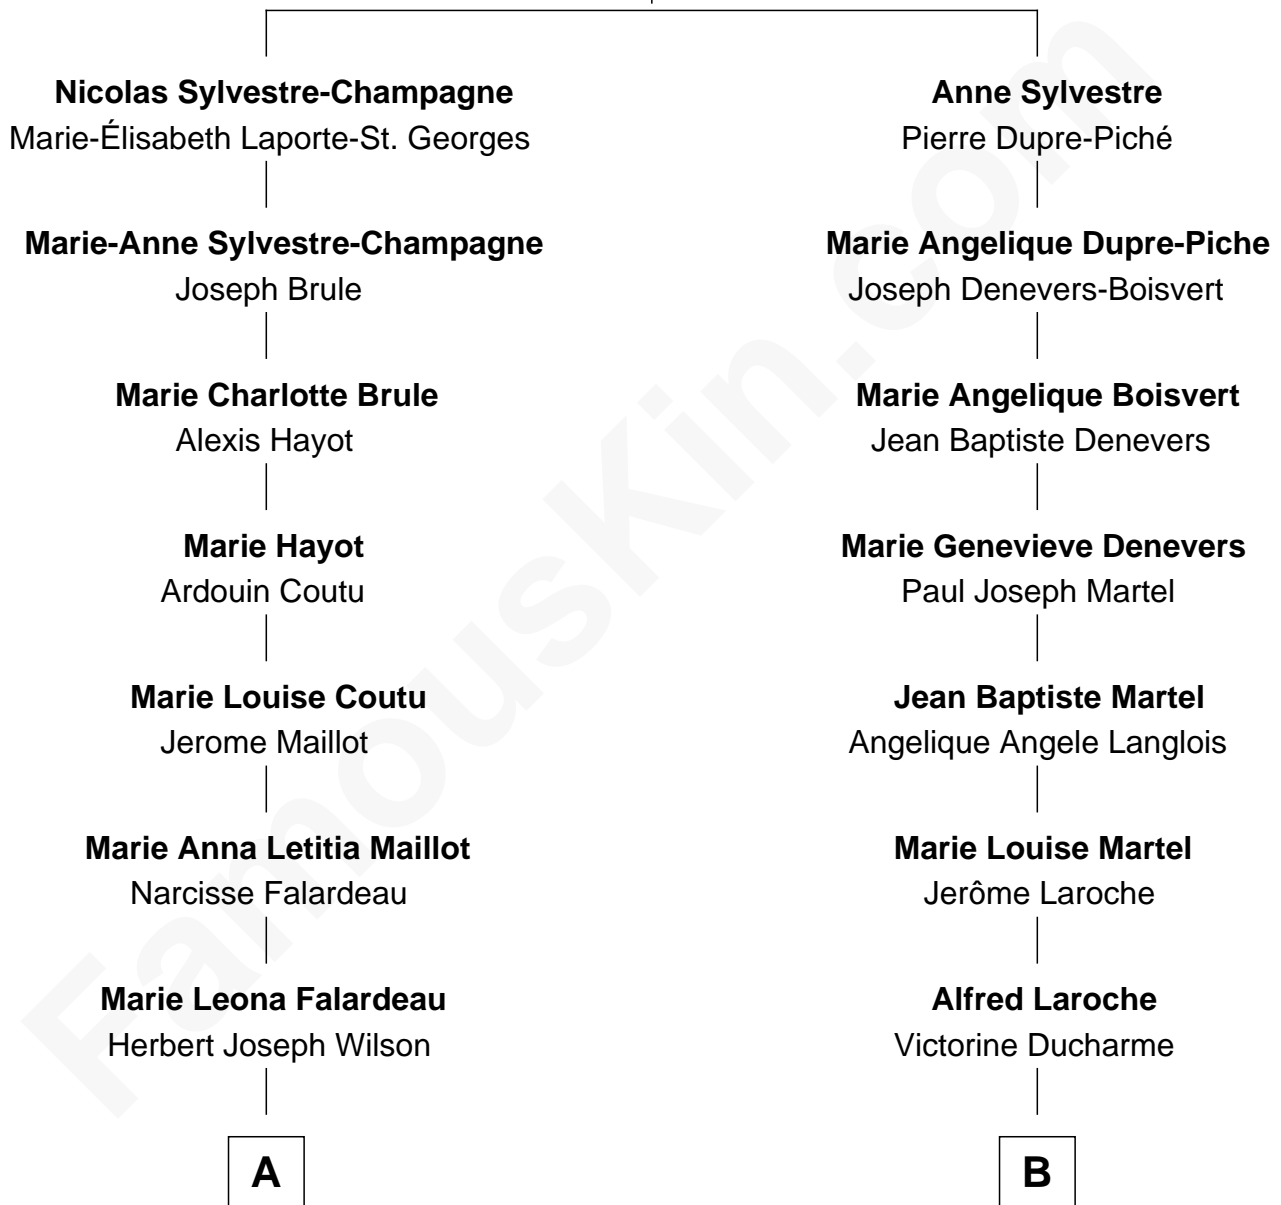 Nicolas Sylvestre-Champagne
Marie-Élisabeth Laporte-St. Georges
Marie-Anne Sylvestre-Champagne
Joseph Brule
Marie Charlotte Brule
Alexis Hayot
Marie Hayot
Ardouin Coutu
Marie Louise Coutu
Jerome Maillot
Marie Anna Letitia Maillot
Narcisse Falardeau
Marie Leona Falardeau
Herbert Joseph Wilson
A
Anne Sylvestre
Pierre Dupre-Piché
Marie Angelique Dupre-Piche
Joseph Denevers-Boisvert
Marie Angelique Boisvert
Jean Baptiste Denevers
Marie Genevieve Denevers
Paul Joseph Martel
Jean Baptiste Martel
Angelique Angele Langlois
Marie Louise Martel
Jerôme Laroche
Alfred Laroche
Victorine Ducharme
B
FamousKin.com